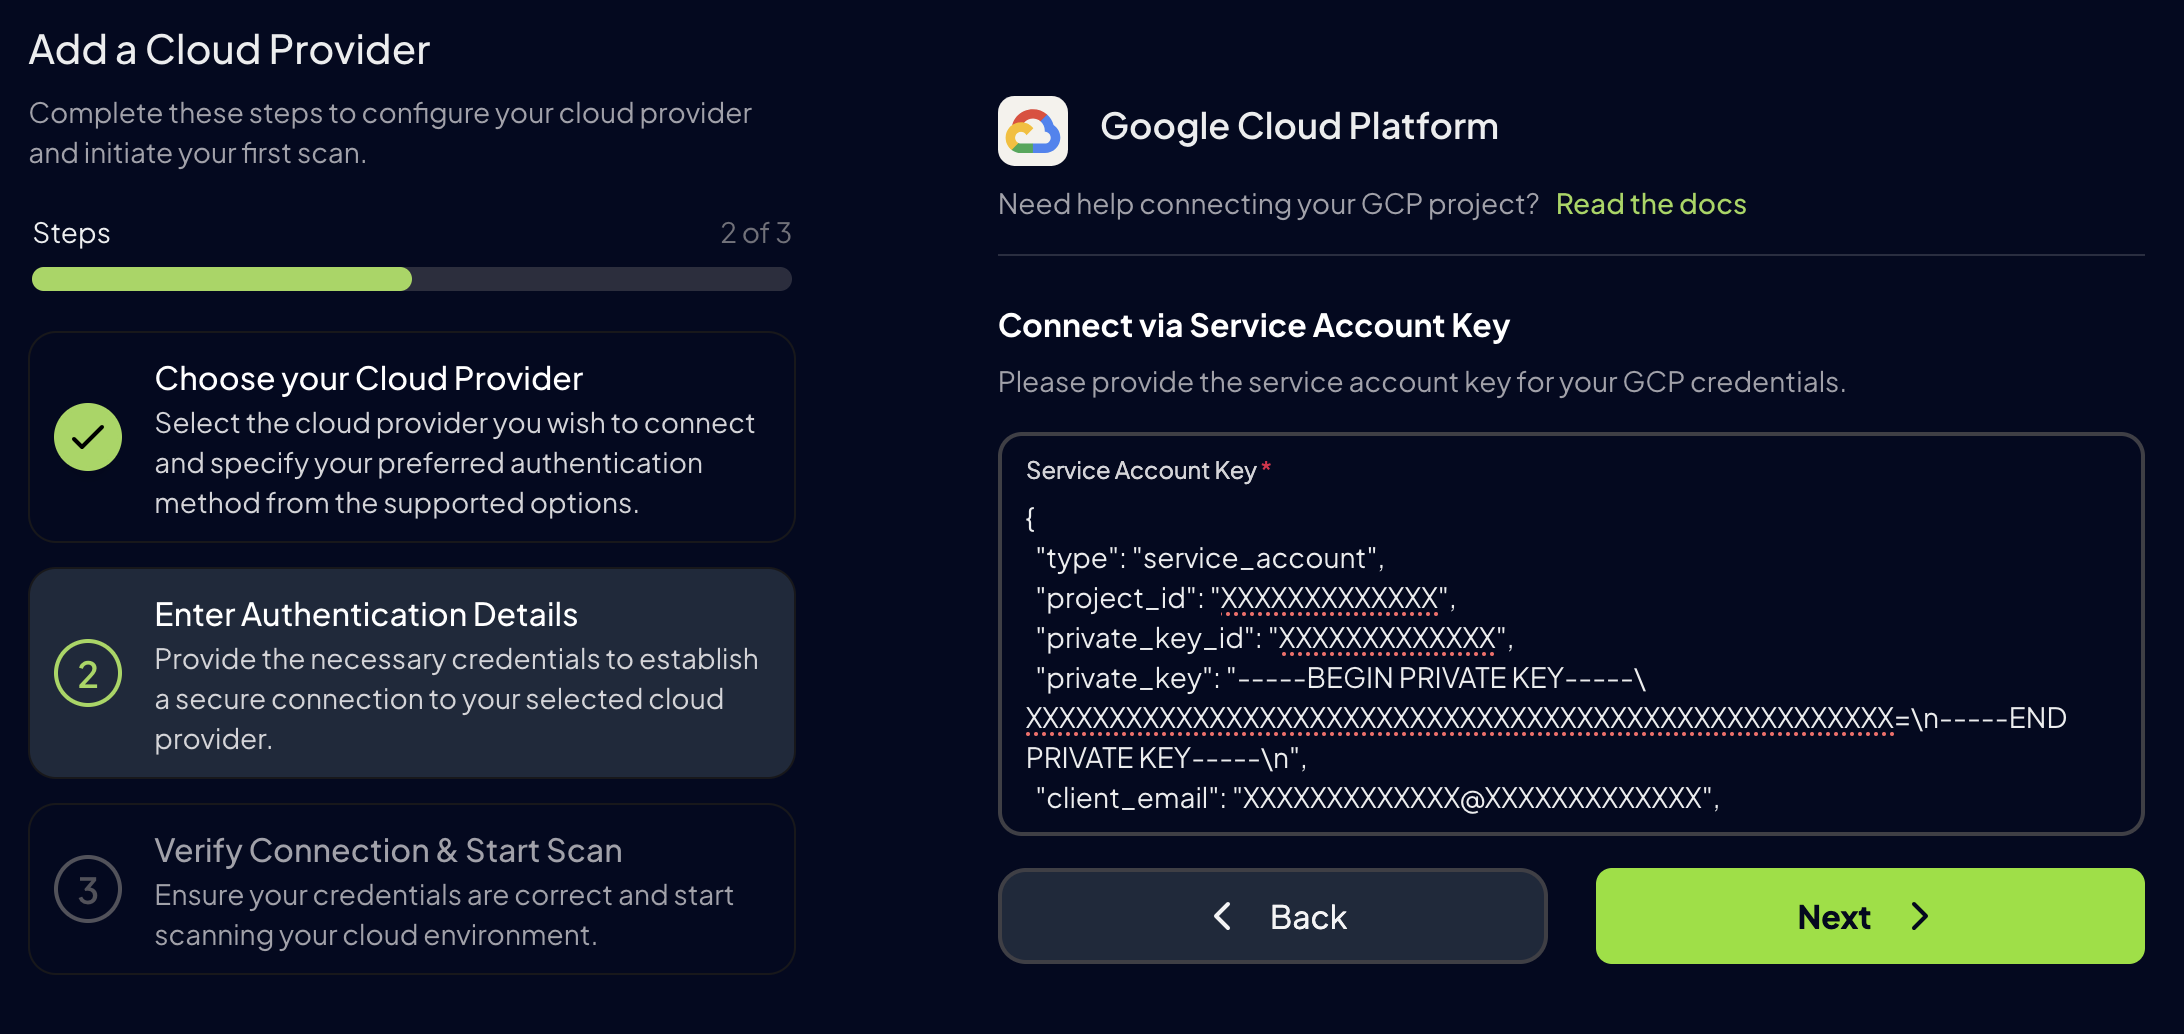 Add a Cloud Provider
Complete these steps to configure your cloud provider
and initiate your first scan.
Steps
2 of 3
Choose your Cloud Provider
Select the cloud provider you wish to connect
and specify your preferred authentication
method from the supported options.
2
Enter Authentication Details
Provide the necessary credentials to establish
a secure connection to your selected cloud
provider.
3
Verify Connection & Start Scan
Ensure your credentials are correct and start
scanning your cloud environment.
Google Cloud Platform
Need help connecting your GCP project? Read the docs
Connect via Service Account Key
Please provide the service account key for your GCP credentials.
Service Account Key *
{
"type": "service_account",
"project_id": "XXXXXXXXXXXXX",
"private_key_id": "XXXXXXXXXXXXX",
"private_key": "-----BEGIN PRIVATE KEY-----\
XXXXXXXXXXXXXXXXXXXXXXXXXXXXXXXXXXXXXXXXXXXXXXXXXXXX=\n-----END
PRIVATE KEY-----\n",
"client_email": "XXXXXXXXXXXXX@XXXXXXXXXXXXX",
Back
Next